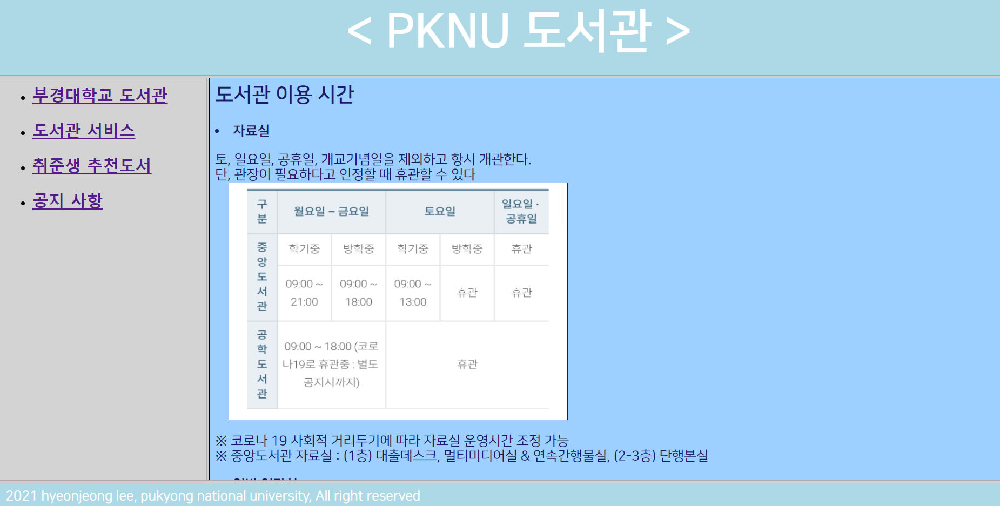 < PKNU 도서관 >
부경대학교 도서관
도서관 서비스
취준생 추천도서
공지 사항
도서관 이용 시간
자료실
토, 일요일, 공휴일, 개교기념일을 제외하고 항시 개관한다.
단, 관장이 필요하다고 인정할 때 휴관할 수 있다
구분 월요일 – 금요일 토요일 일요일 · 공휴일
중앙도서관 학기중 방학중 학기중 방학중 휴관
09:00 ~ 21:00 09:00 ~ 18:00 09:00 ~ 13:00 휴관 휴관
공학도서관 09:00 ~ 18:00 (코로나19로 휴관중 : 별도 공지시까지) 휴관
※ 코로나 19 사회적 거리두기에 따라 자료실 운영시간 조정 가능
※ 중앙도서관 자료실 : (1층) 대출데스크, 멀티미디어실 & 연속간행물실, (2-3층) 단행본실
2021 hyeonjeong lee, pukyong national university, All right reserved